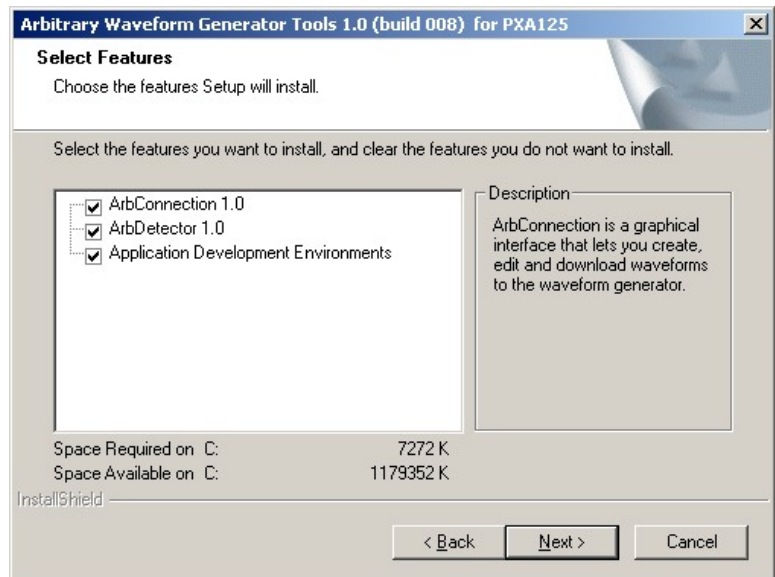 Arbitrary Waveform Generator Tools 1.0 (build 008) for PXA125
Select Features
Choose the features Setup will install.
Select the features you want to install, and clear the features you do not want to install.
ArbConnection 1.0
ArbDetector 1.0
Application Development Environments
Description
ArbConnection is a graphical
interface that lets you create,
edit and download waveforms
to the waveform generator.
Space Required on C: 7272 K
Space Available on C: 1179352 K
InstallShield
< Back Next > Cancel